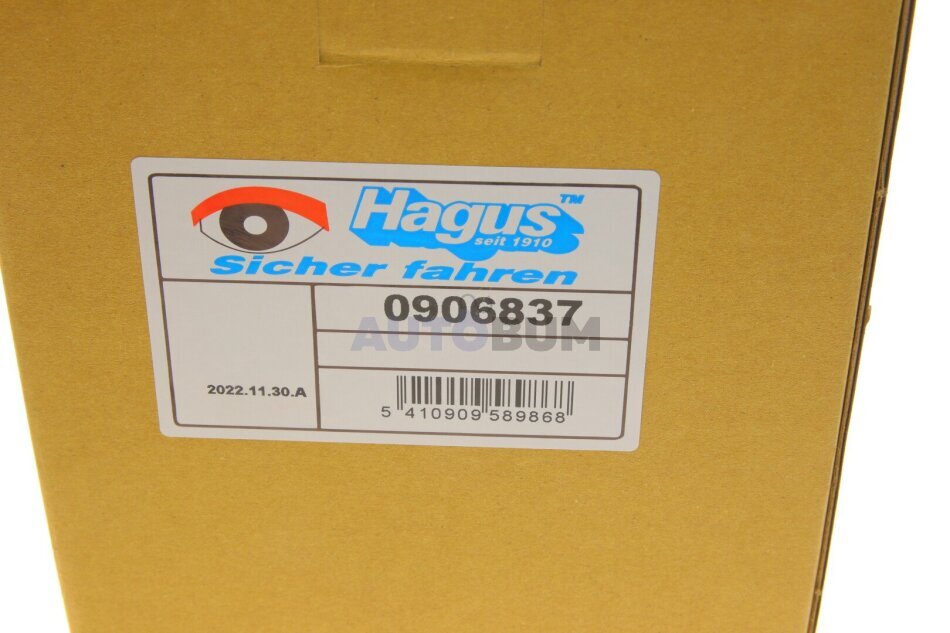 Hagus™
seit 1910
Sicher fahren
0906837
AUTOBUM
2022.11.30.A
5 410909 589868